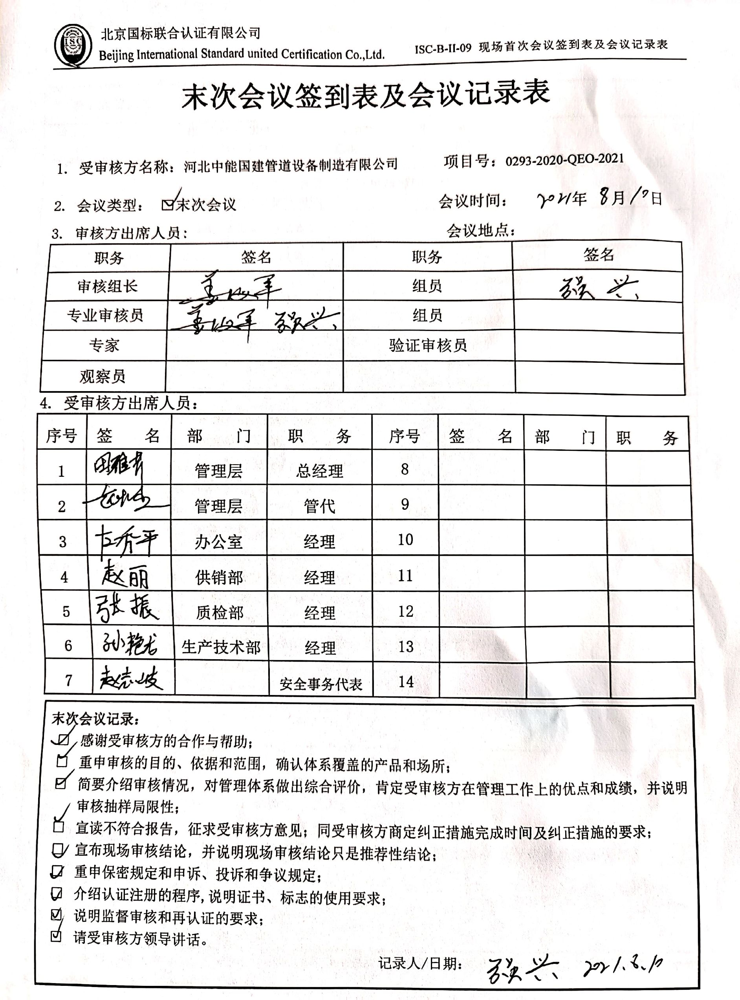 ISC
北京国标联合认证有限公司
Beijing International Standard united Certification Co.,Ltd.
ISC-B-II-09 现场首次会议签到表及会议记录表
末次会议签到表及会议记录表
1. 受审核方名称：河北中能国建管道设备制造有限公司 项目号：0293-2020-QEO-2021
2. 会议类型： ☑末次会议 会议时间： 2021年 8月10日
3. 审核方出席人员： 会议地点：
职务 签名 职务 签名
审核组长 组员 强兴
专业审核员 强兴 组员
专家 验证审核员
观察员
4. 受审核方出席人员：
序号 签 名 部 门 职 务 序号 签 名 部 门 职 务
1 管理层 总经理 8
2 管理层 管代 9
3 办公室 经理 10
4 赵丽 供销部 经理 11
5 张振 质检部 经理 12
6 生产技术部 经理 13
7 安全事务代表 14
末次会议记录：
☑ 感谢受审核方的合作与帮助；
☑ 重申审核的目的、依据和范围，确认体系覆盖的产品和场所；
☑ 简要介绍审核情况，对管理体系做出综合评价，肯定受审核方在管理工作上的优点和成绩，并说明
审核抽样局限性；
☑ 宣读不符合报告，征求受审核方意见；同受审核方商定纠正措施完成时间及纠正措施的要求；
☑ 宣布现场审核结论，并说明现场审核结论只是推荐性结论；
☑ 重申保密规定和申诉、投诉和争议规定；
☑ 介绍认证注册的程序,说明证书、标志的使用要求；
☑ 说明监督审核和再认证的要求；
☑ 请受审核方领导讲话。
记录人/日期： 强兴 2021.8.10